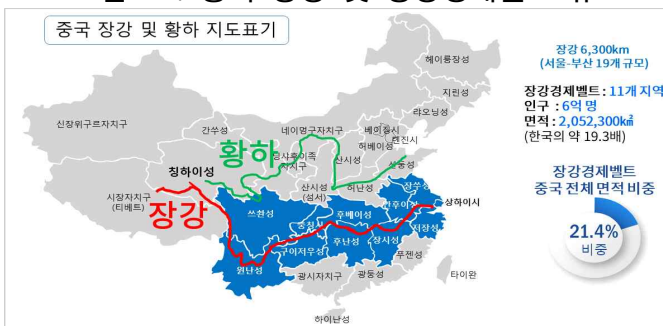 중국 장강 및 황하 지도표기
장강 6,300km
(서울-부산 19개 규모)
장강경제벨트 : 11개 지역
인구 : 6억 명
면적 : 2,052,300㎢
(한국의 약 19.3배)
장강경제벨트
중국 전체 면적 비중
21.4%
비중
헤이룽장성
지린성
랴오닝성
신장위구르자치구
간쑤성
네이멍구자치구
베이징시
톈진시
허베이성
황하
자치구
산시성
산둥성
칭하이성
시장자치구
(티베트)
장강
산시성
(섬서)
허난성
장쑤성
안후이성
상하이시
쓰촨성
충칭시
후베이성
저장성
구이저우성
후난성
장시성
윈난성
푸젠성
광시자치구
광둥성
타이완
하이난성